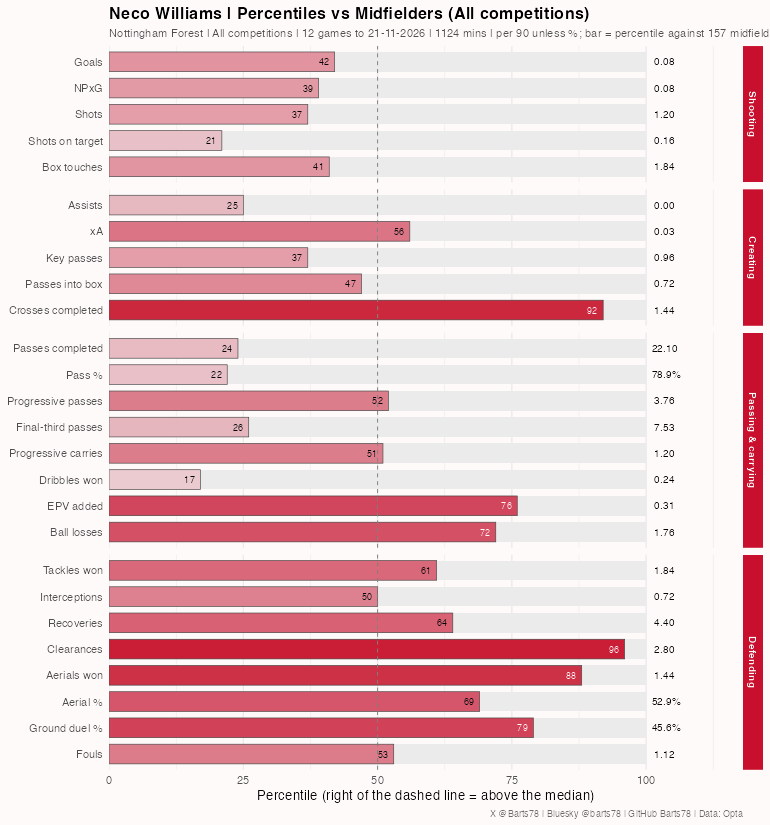 Neco Williams | Percentiles vs Midfielders (All competitions)
Nottingham Forest | All competitions | 12 games to 21-11-2026 | 1124 mins | per 90 unless %; bar = percentile against 157 midfield
Goals 42 0.08
NPxG 39 0.08
Shots 37 1.20
Shots on target 21 0.16
Box touches 41 1.84
Shooting
Assists 25 0.00
xA 56 0.03
Key passes 37 0.96
Passes into box 47 0.72
Crosses completed 92 1.44
Creating
Passes completed 24 22.10
Pass % 22 78.9%
Progressive passes 52 3.76
Final-third passes 26 7.53
Progressive carries 51 1.20
Dribbles won 17 0.24
EPV added 76 0.31
Ball losses 72 1.76
Passing & carrying
Tackles won 61 1.84
Interceptions 50 0.72
Recoveries 64 4.40
Clearances 96 2.80
Aerials won 88 1.44
Aerial % 69 52.9%
Ground duel % 79 45.6%
Fouls 53 1.12
Defending
0 25 50 75 100
Percentile (right of the dashed line = above the median)
X @Barts78 | Bluesky @barts78 | GitHub Barts78 | Data: Opta